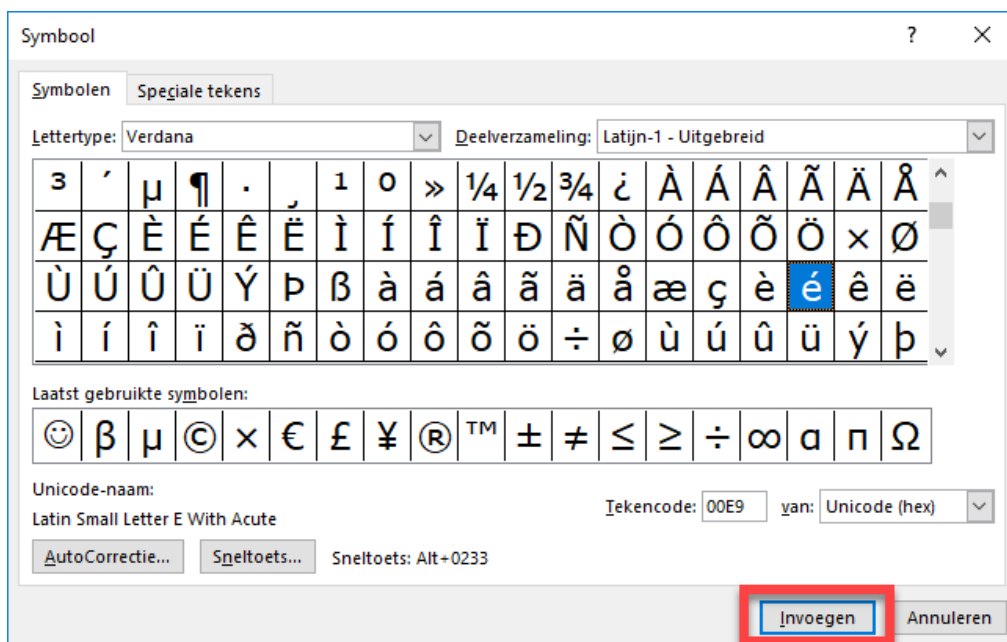 Symbool ? ×
Symbolen Speciale tekens
Lettertype: Verdana Deelverzameling: Latijn-1 - Uitgebreid
³ ´ µ ¶ · ¸ ¹ º » ¼ ½ ¾ ¿ À Á Â Ã Ä Å
Æ Ç È É Ê Ë Ì Í Î Ï Ð Ñ Ò Ó Ô Õ Ö × Ø
Ù Ú Û Ü Ý Þ ß à á â ã ä å æ ç è é ê ë
ì í î ï ð ñ ò ó ô õ ö ÷ ø ù ú û ü ý þ
Laatst gebruikte symbolen:
☺ β µ © × € £ ¥ ® ™ ± ≠ ≤ ≥ ÷ ∞ α π Ω
Unicode-naam:
Latin Small Letter E With Acute
Tekencode: 00E9 van: Unicode (hex)
AutoCorrectie... Sneltoets... Sneltoets: Alt+0233
Invoegen Annuleren